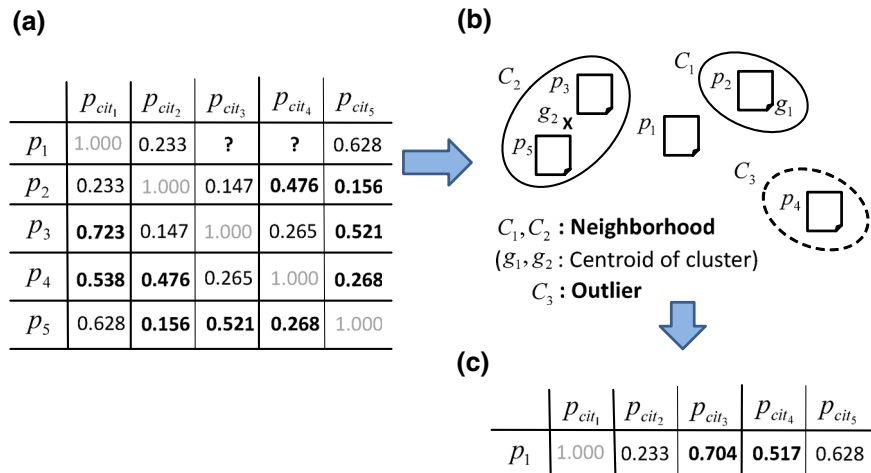 (a)
p_cit1 p_cit2 p_cit3 p_cit4 p_cit5
p1 1.000 0.233 ? ? 0.628
p2 0.233 1.000 0.147 0.476 0.156
p3 0.723 0.147 1.000 0.265 0.521
p4 0.538 0.476 0.265 1.000 0.268
p5 0.628 0.156 0.521 0.268 1.000
(b)
C2 p3 g2 x p5
p1
C1 p2 g1
C3 p4
C1,C2 : Neighborhood
(g1,g2 : Centroid of cluster)
C3 : Outlier
(c)
p_cit1 p_cit2 p_cit3 p_cit4 p_cit5
p1 1.000 0.233 0.704 0.517 0.628